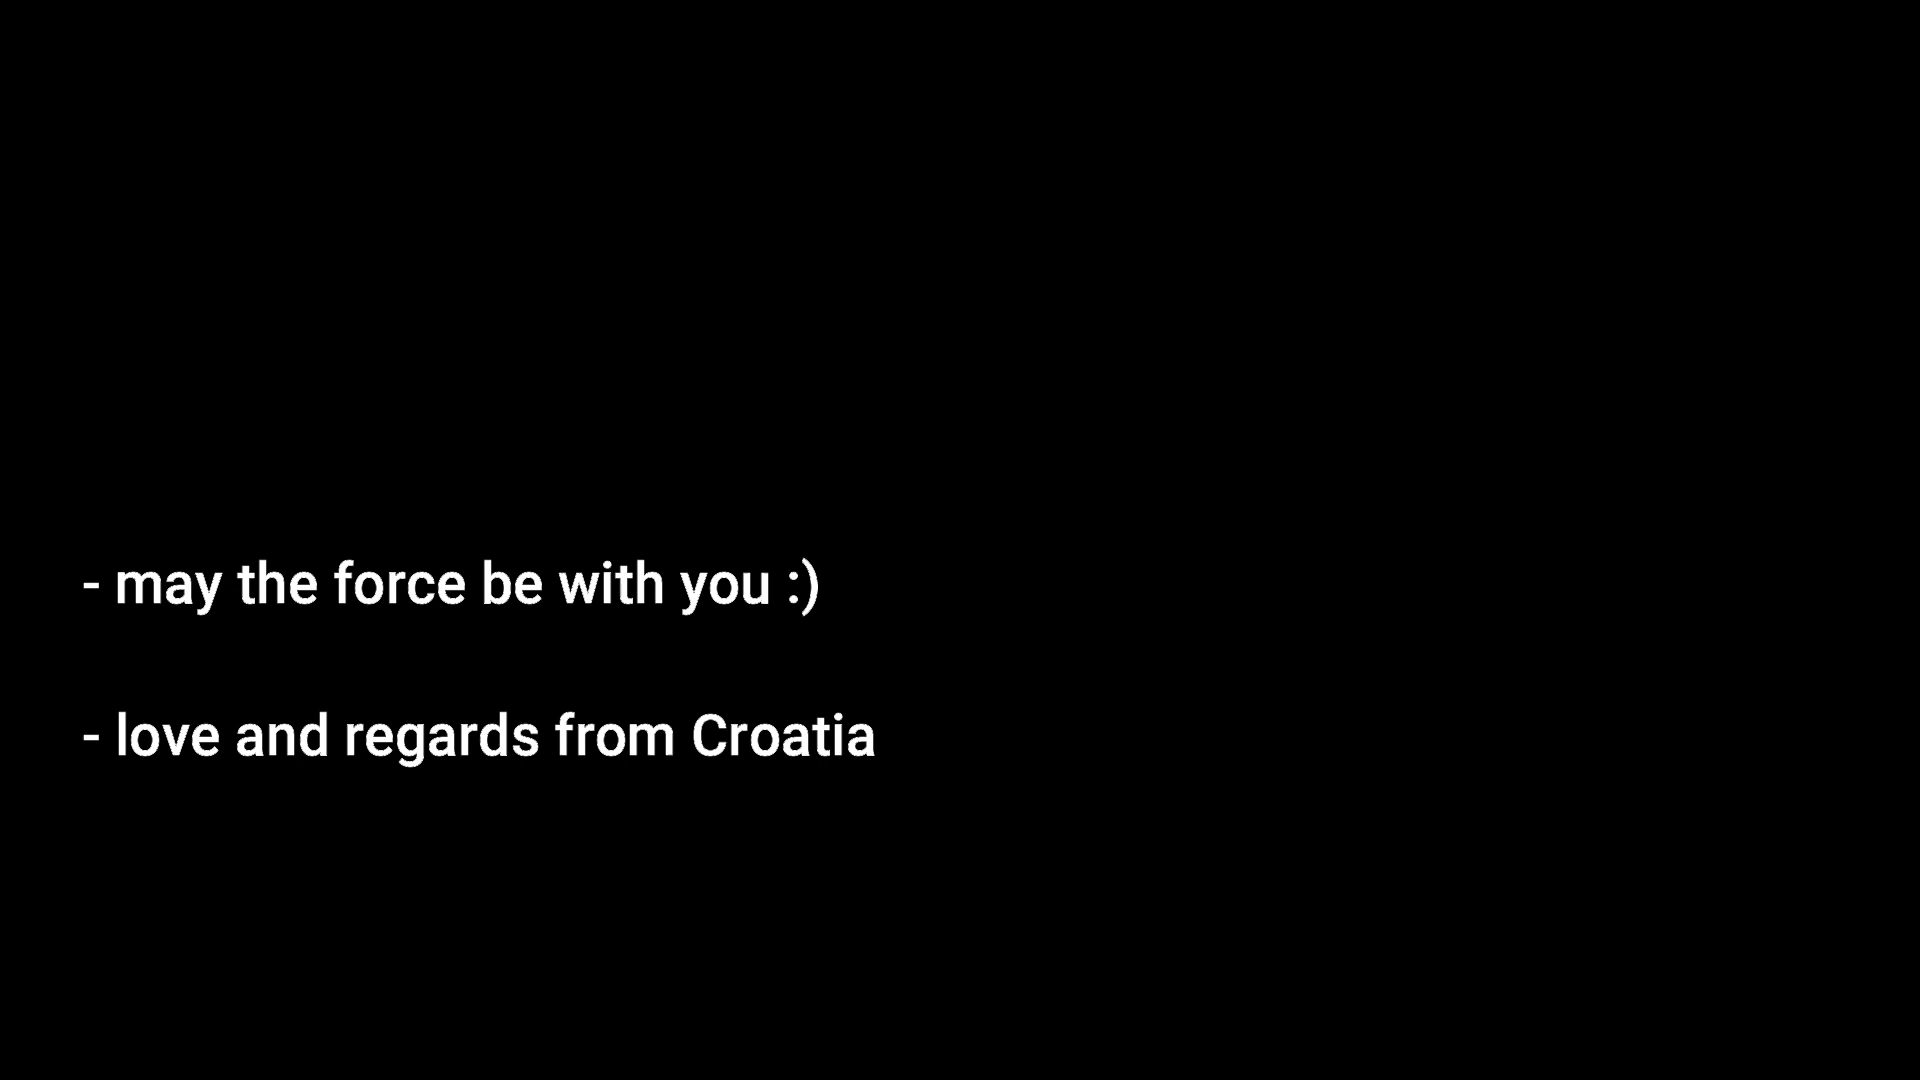 - may the force be with you :)
- love and regards from Croatia